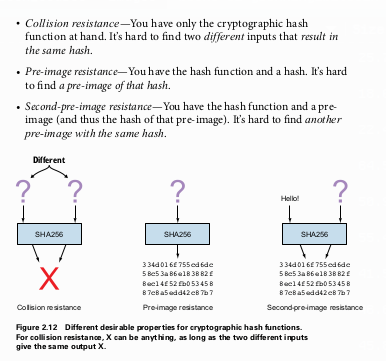 • Collision resistance—You have only the cryptographic hash
function at hand. It's hard to find two different inputs that result in
the same hash.
• Pre-image resistance—You have the hash function and a hash. It's hard
to find a pre-image of that hash.
• Second-pre-image resistance—You have the hash function and a pre-
image (and thus the hash of that pre-image). It's hard to find another
pre-image with the same hash.
Different
? ? ? Hello! ?
SHA256 SHA256 SHA256
X
334d016f755cd6dc 334d016f755cd6dc
58c53a86e183882f 58c53a86e183882f
8ec14f52fb053458 8ec14f52fb053458
87c8a5edd42c87b7 87c8a5edd42c87b7
Collision resistance Pre-image resistance Second-pre-image resistance
Figure 2.12 Different desirable properties for cryptographic hash functions.
For collision resistance, X can be anything, as long as the two different inputs
give the same output X.